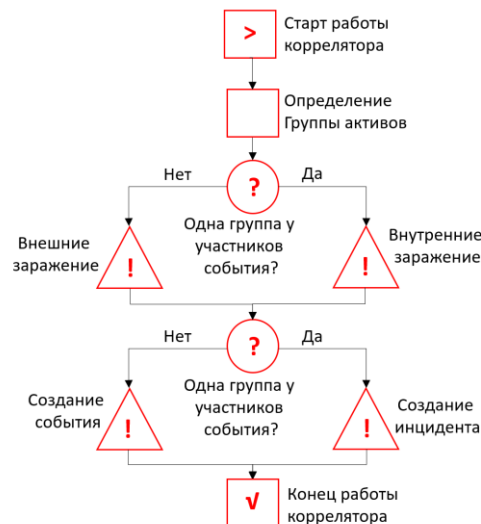 >
Старт работы
коррелятора
Определение
Группы активов
Нет
?
Да
Внешние
заражение
!
Одна группа у
участников
события?
!
Внутренние
заражение
Нет
?
Да
Создание
события
!
Одна группа у
участников
события?
!
Создание
инцидента
√
Конец работы
коррелятора